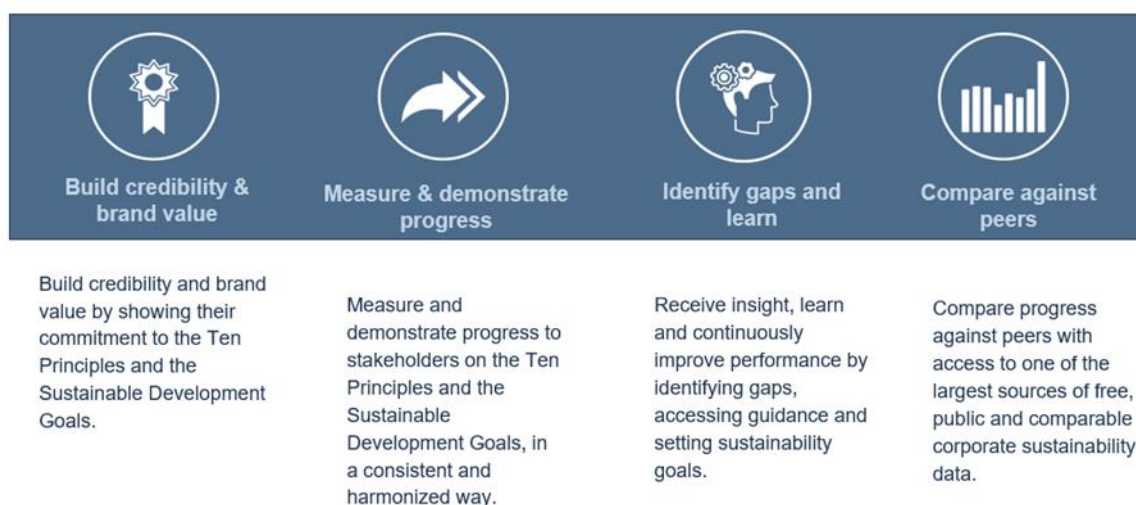 Build credibility &
brand value
Measure & demonstrate
progress
Identify gaps and
learn
Compare against
peers
Build credibility and brand
value by showing their
commitment to the Ten
Principles and the
Sustainable Development
Goals.
Measure and
demonstrate progress to
stakeholders on the Ten
Principles and the
Sustainable
Development Goals, in
a consistent and
harmonized way.
Receive insight, learn
and continuously
improve performance by
identifying gaps,
accessing guidance and
setting sustainability
goals.
Compare progress
against peers with
access to one of the
largest sources of free,
public and comparable
corporate sustainability
data.